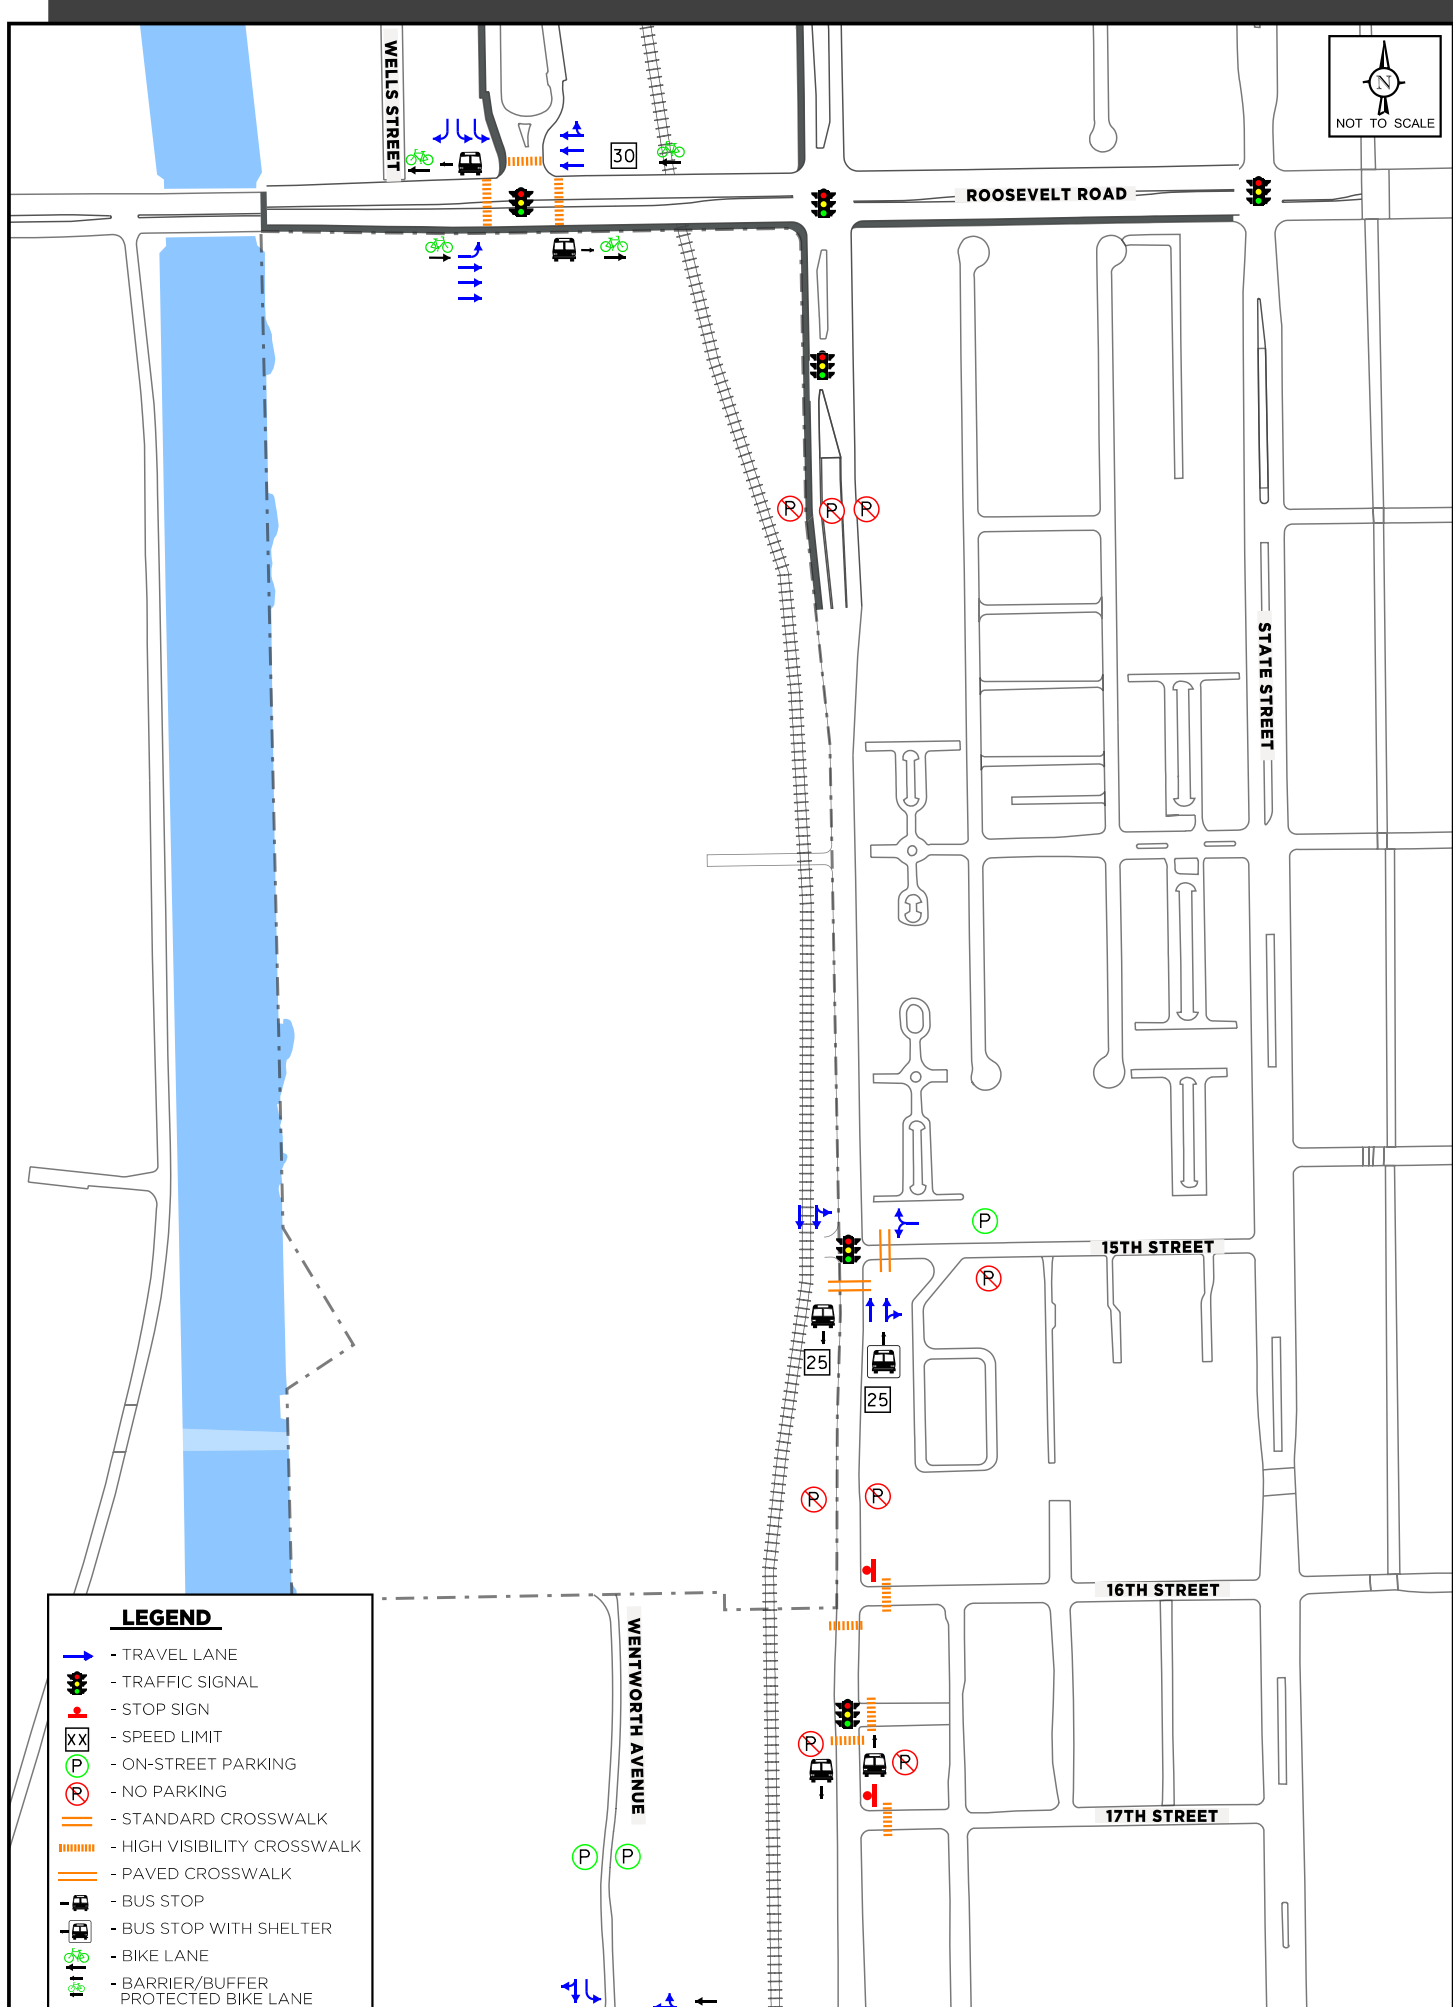 WELLS STREET
N
NOT TO SCALE
30
ROOSEVELT ROAD
P
P
P
STATE STREET
P
15TH STREET
P
25
25
P
P
16TH STREET
WENTWORTH AVENUE
P
P
17TH STREET
P
P
LEGEND
- TRAVEL LANE
- TRAFFIC SIGNAL
- STOP SIGN
XX - SPEED LIMIT
P - ON-STREET PARKING
P - NO PARKING
- STANDARD CROSSWALK
- HIGH VISIBILITY CROSSWALK
- PAVED CROSSWALK
- BUS STOP
- BUS STOP WITH SHELTER
- BIKE LANE
- BARRIER/BUFFER
PROTECTED BIKE LANE